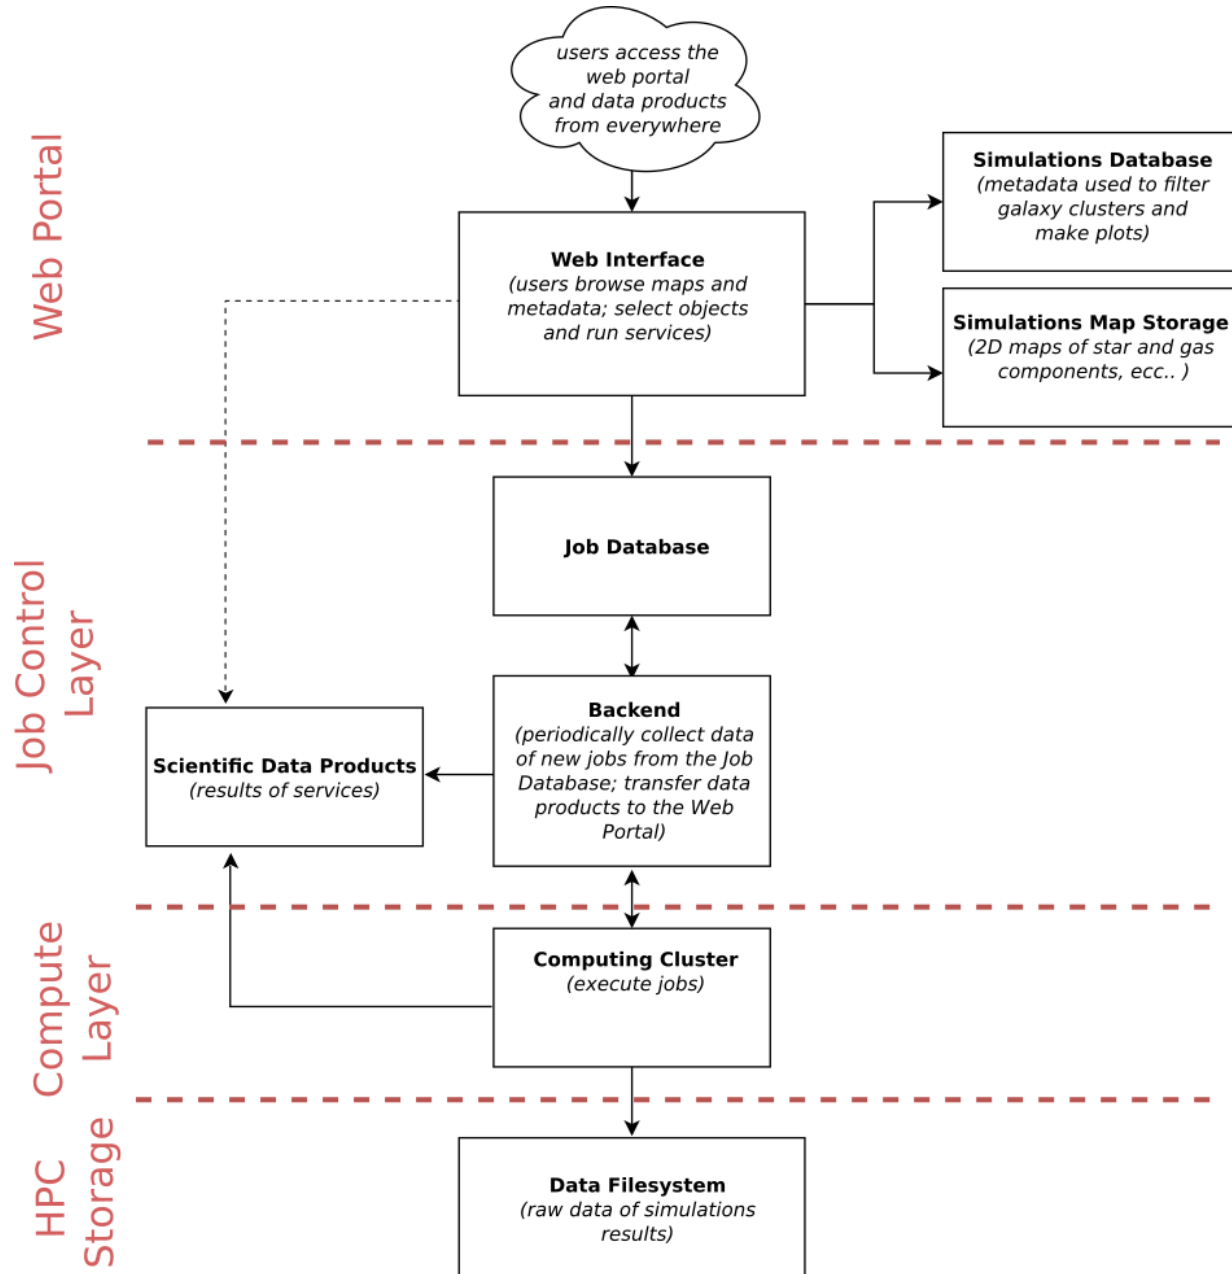 users access the
web portal
and data products
from everywhere
Web Portal
Simulations Database
(metadata used to filter
galaxy clusters and
make plots)
Web Interface
(users browse maps and
metadata; select objects
and run services)
Simulations Map Storage
(2D maps of star and gas
components, ecc.. )
Job Control
Layer
Job Database
Backend
(periodically collect data
of new jobs from the Job
Database; transfer data
products to the Web
Portal)
Scientific Data Products
(results of services)
Compute
Layer
Computing Cluster
(execute jobs)
HPC
Storage
Data Filesystem
(raw data of simulations
results)